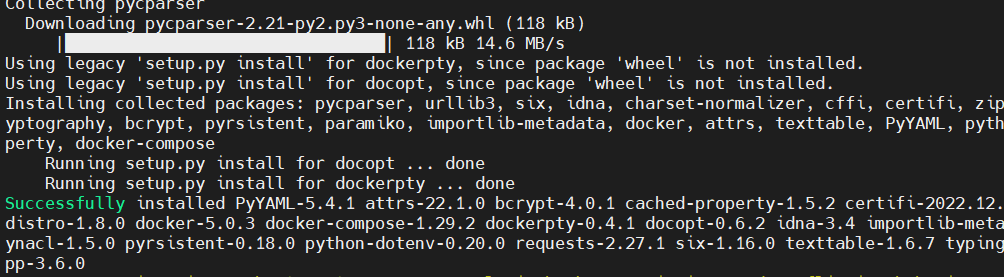 Collecting pycparser
Downloading pycparser-2.21-py2.py3-none-any.whl (118 kB)
| | 118 kB 14.6 MB/s
Using legacy 'setup.py install' for dockerpty, since package 'wheel' is not installed.
Using legacy 'setup.py install' for docopt, since package 'wheel' is not installed.
Installing collected packages: pycparser, urllib3, six, idna, charset-normalizer, cffi, certifi, zip
yptography, bcrypt, pyrsistent, paramiko, importlib-metadata, docker, attrs, texttable, PyYAML, pyth
perty, docker-compose
Running setup.py install for docopt ... done
Running setup.py install for dockerpty ... done
Successfully installed PyYAML-5.4.1 attrs-22.1.0 bcrypt-4.0.1 cached-property-1.5.2 certifi-2022.12.
distro-1.8.0 docker-5.0.3 docker-compose-1.29.2 dockerpty-0.4.1 docopt-0.6.2 idna-3.4 importlib-meta
ynacl-1.5.0 pyrsistent-0.18.0 python-dotenv-0.20.0 requests-2.27.1 six-1.16.0 texttable-1.6.7 typing
pp-3.6.0